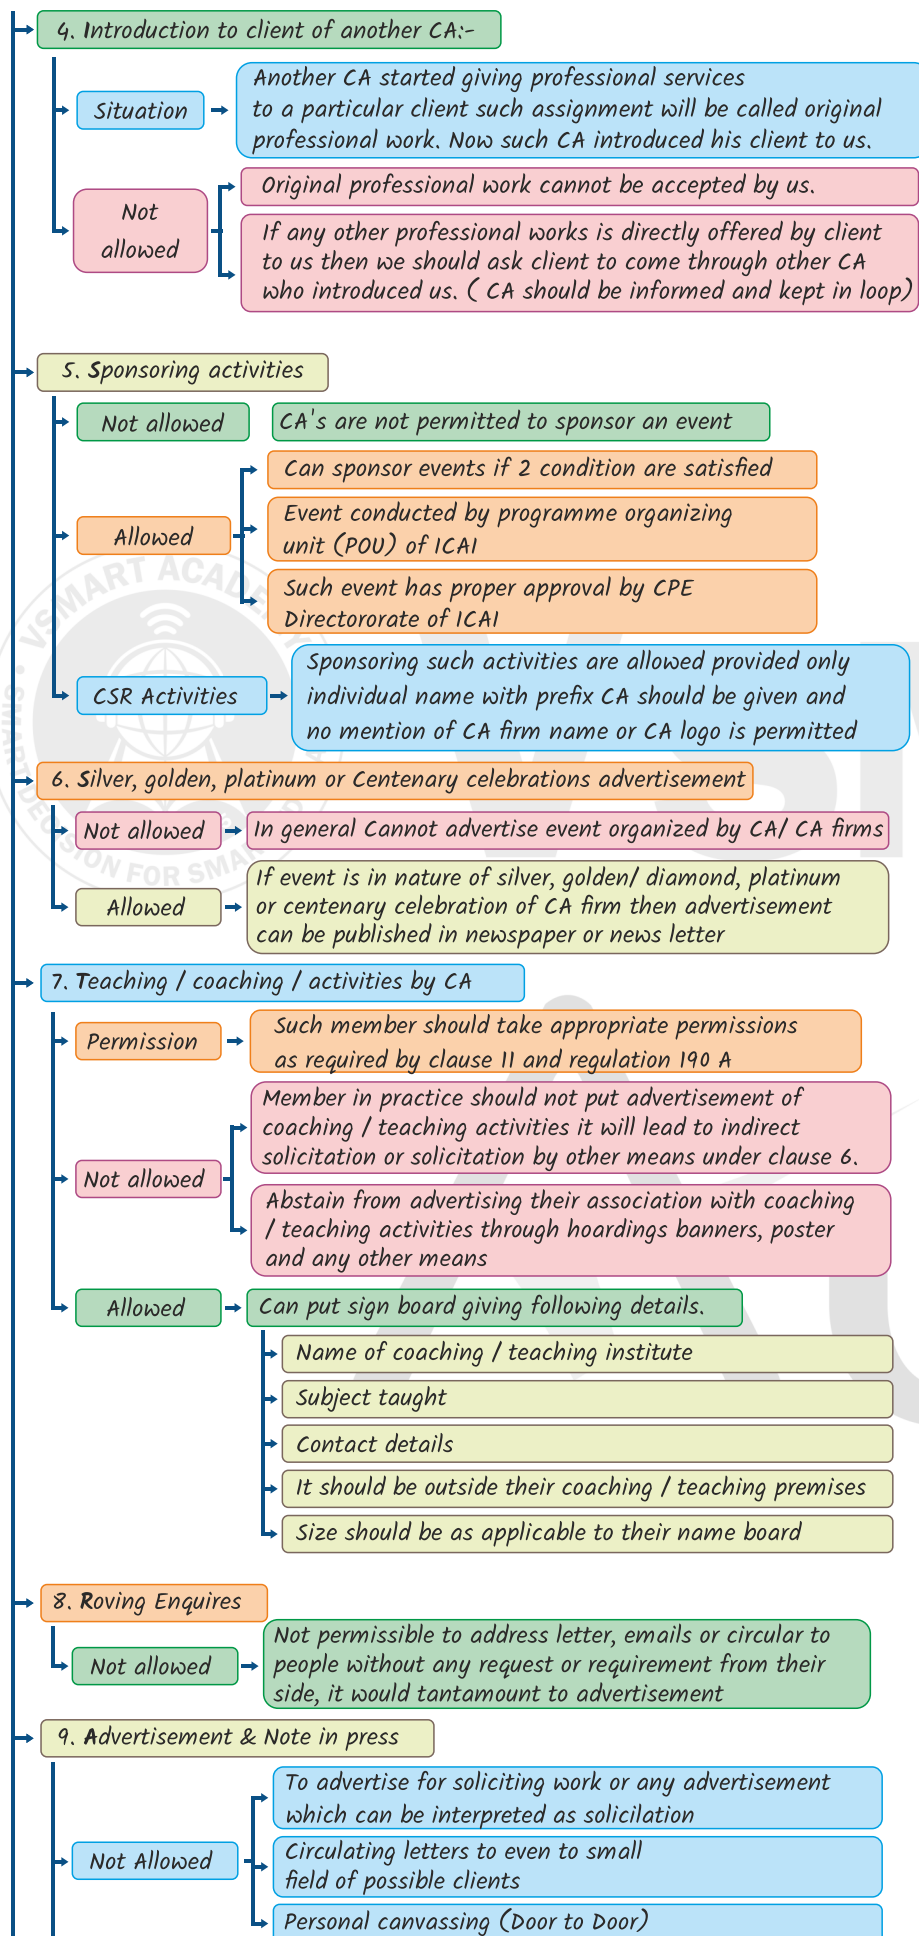 4. Introduction to client of another CA:-
Situation
Another CA started giving professional services
to a particular client such assignment will be called original
professional work. Now such CA introduced his client to us.
Not
allowed
Original professional work cannot be accepted by us.
If any other professional works is directly offered by client
to us then we should ask client to come through other CA
who introduced us. ( CA should be informed and kept in loop)
5. Sponsoring activities
Not allowed
CA's are not permitted to sponsor an event
Allowed
Can sponsor events if 2 condition are satisfied
Event conducted by programme organizing
unit (POU) of ICAI
Such event has proper approval by CPE
Directororate of ICAI
CSR Activities
Sponsoring such activities are allowed provided only
individual name with prefix CA should be given and
no mention of CA firm name or CA logo is permitted
6. Silver, golden, platinum or Centenary celebrations advertisement
Not allowed
In general Cannot advertise event organized by CA/ CA firms
Allowed
If event is in nature of silver, golden/ diamond, platinum
or centenary celebration of CA firm then advertisement
can be published in newspaper or news letter
7. Teaching / coaching / activities by CA
Permission
Such member should take appropriate permissions
as required by clause 11 and regulation 190 A
Not allowed
Member in practice should not put advertisement of
coaching / teaching activities it will lead to indirect
solicitation or solicitation by other means under clause 6.
Abstain from advertising their association with coaching
/ teaching activities through hoardings banners, poster
and any other means
Allowed
Can put sign board giving following details.
Name of coaching / teaching institute
Subject taught
Contact details
It should be outside their coaching / teaching premises
Size should be as applicable to their name board
8. Roving Enquires
Not allowed
Not permissible to address letter, emails or circular to
people without any request or requirement from their
side, it would tantamount to advertisement
9. Advertisement & Note in press
Not Allowed
To advertise for soliciting work or any advertisement
which can be interpreted as solicilation
Circulating letters to even to small
field of possible clients
Personal canvassing (Door to Door)
VSMART ACADEMY